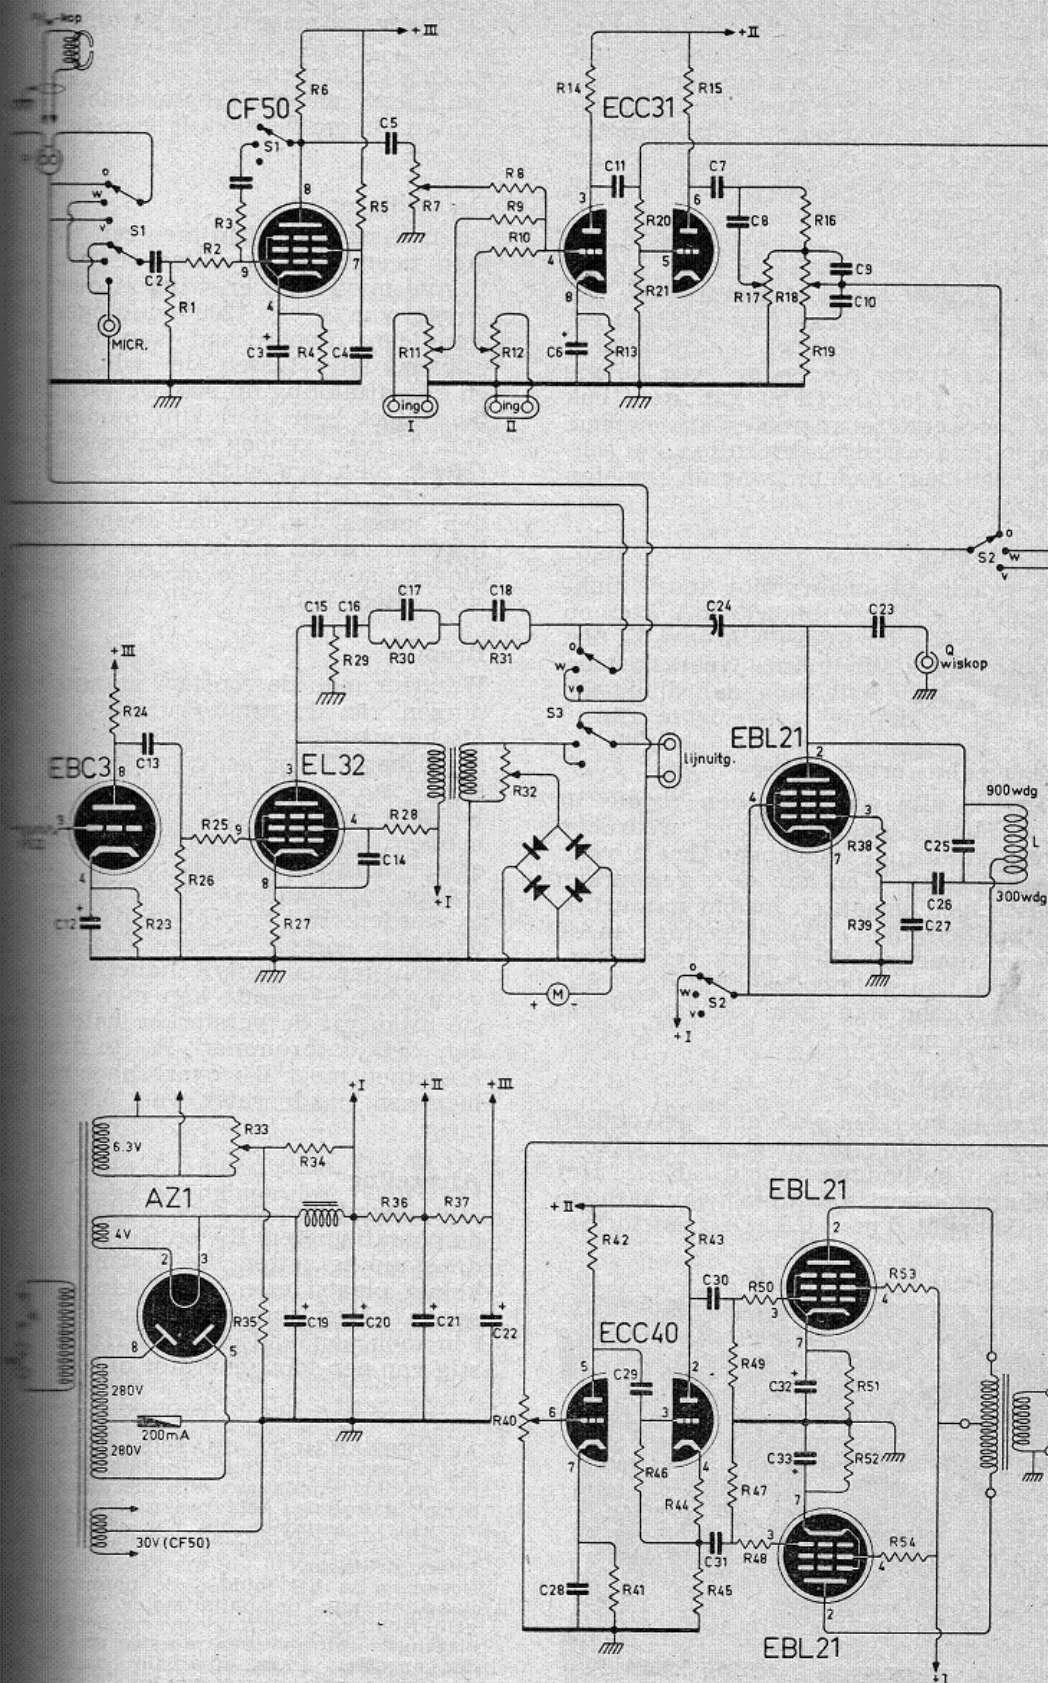 -kop
+III
+II
R6
R14
R15
CF50
ECC31
S1
C5
8
R3
R5
R7
R8
R9
R10
C11
3
C7
6
R20
C8
R16
o
w
v
S1
C2
R2
9
7
4
5
R1
R21
R17
R18
C9
C10
4
8
MICR.
C3
+
R4
C4
R11
R12
C6
+
R13
R19
ing
I
ing
II
o
S2
w
v
C15
C16
C17
C18
C24
C23
R29
R30
R31
o
w
v
Q
wiskop
+III
R24
C13
S3
EBC3
8
EL32
3
EBL21
2
lijnuitg.
R32
4
3
900wdg
9
R25
9
4
R28
R38
C25
L
C14
7
R26
4
8
C26
300wdg
C12
+
R23
R27
+I
R39
C27
+
M
-
o
w
v
S2
+I
+I
+II
+III
6.3V
R33
R34
AZ1
R36
R37
4V
2
3
+II
R42
R43
EBL21
2
C30
R50
3
R53
4
R35
+
C19
+
C20
+
C21
+
C22
ECC40
7
8
5
5
C29
2
R49
+
C32
R51
280V
200mA
280V
R40
6
3
7
R46
4
R44
R47
C33
+
R52
7
30V (CF50)
C31
R48
3
R54
4
C28
R41
R45
2
EBL21
+I